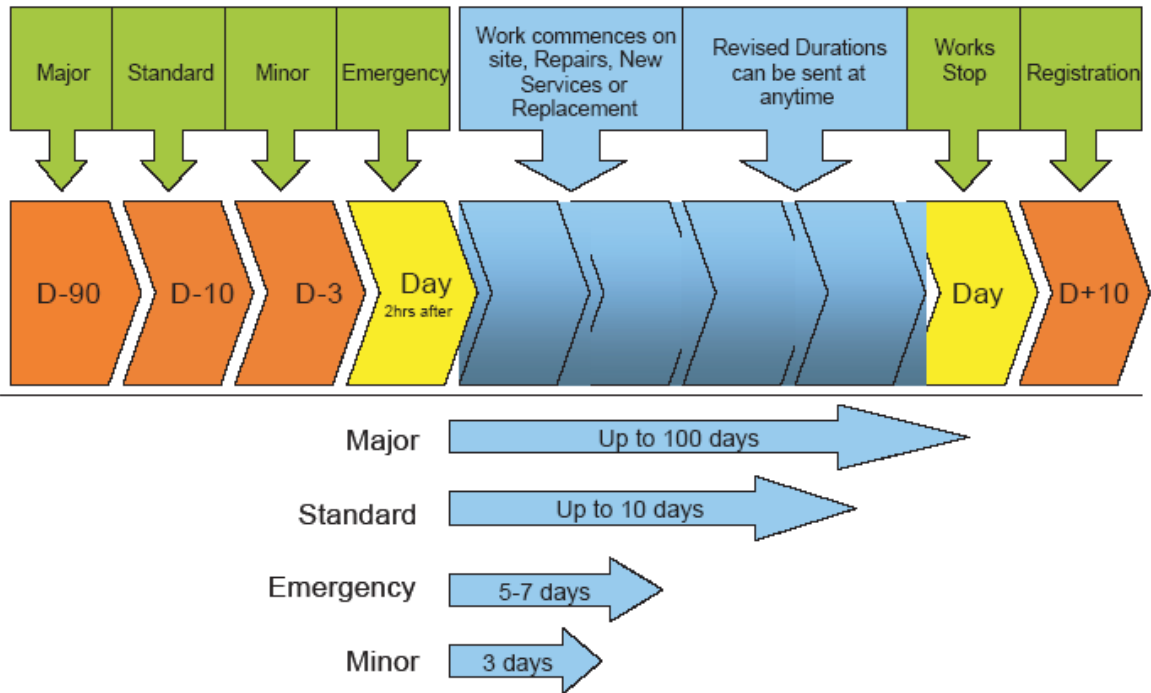 Major
Standard
Minor
Emergency
Work commences on
site, Repairs, New
Services or
Replacement
Revised Durations
can be sent at
anytime
Works
Stop
Registration
D-90
D-10
D-3
Day
2hrs after
Day
D+10
Major
Up to 100 days
Standard
Up to 10 days
Emergency
5-7 days
Minor
3 days